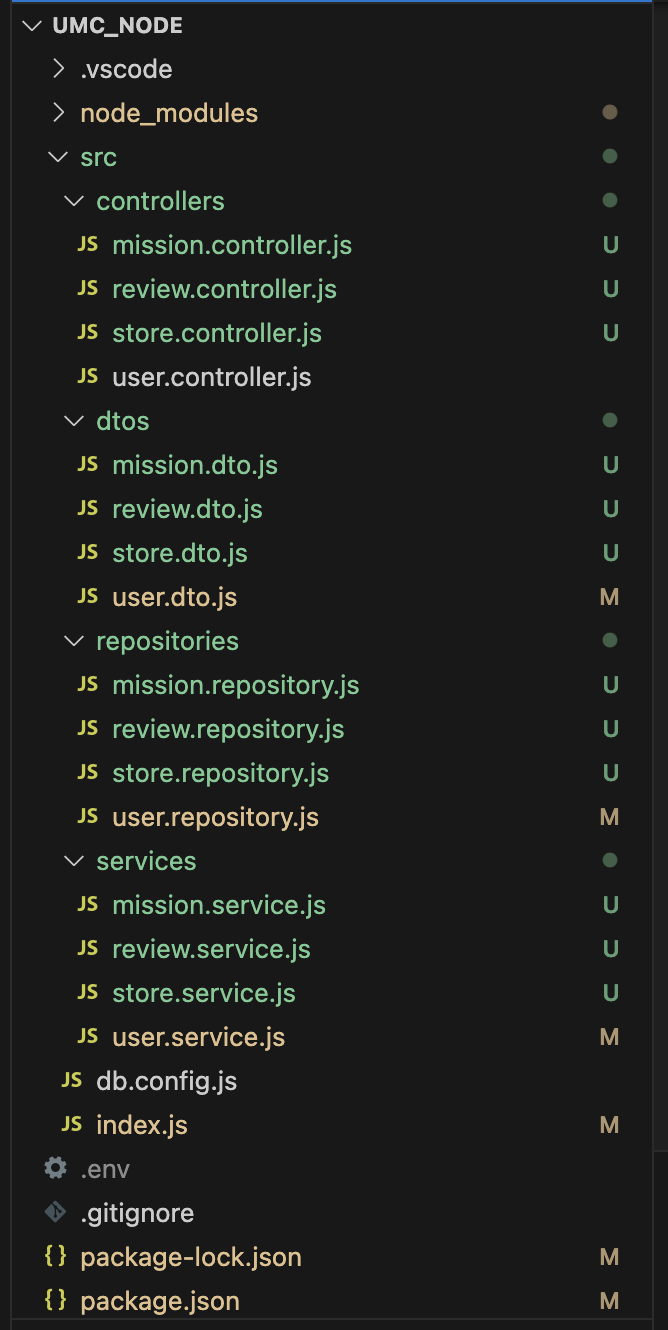 UMC_NODE
.vscode
node_modules
src
controllers
JS mission.controller.js U
JS review.controller.js U
JS store.controller.js U
JS user.controller.js
dtos
JS mission.dto.js U
JS review.dto.js U
JS store.dto.js U
JS user.dto.js M
repositories
JS mission.repository.js U
JS review.repository.js U
JS store.repository.js U
JS user.repository.js M
services
JS mission.service.js U
JS review.service.js U
JS store.service.js U
JS user.service.js M
JS db.config.js
JS index.js M
.env
.gitignore
{} package-lock.json M
{} package.json M